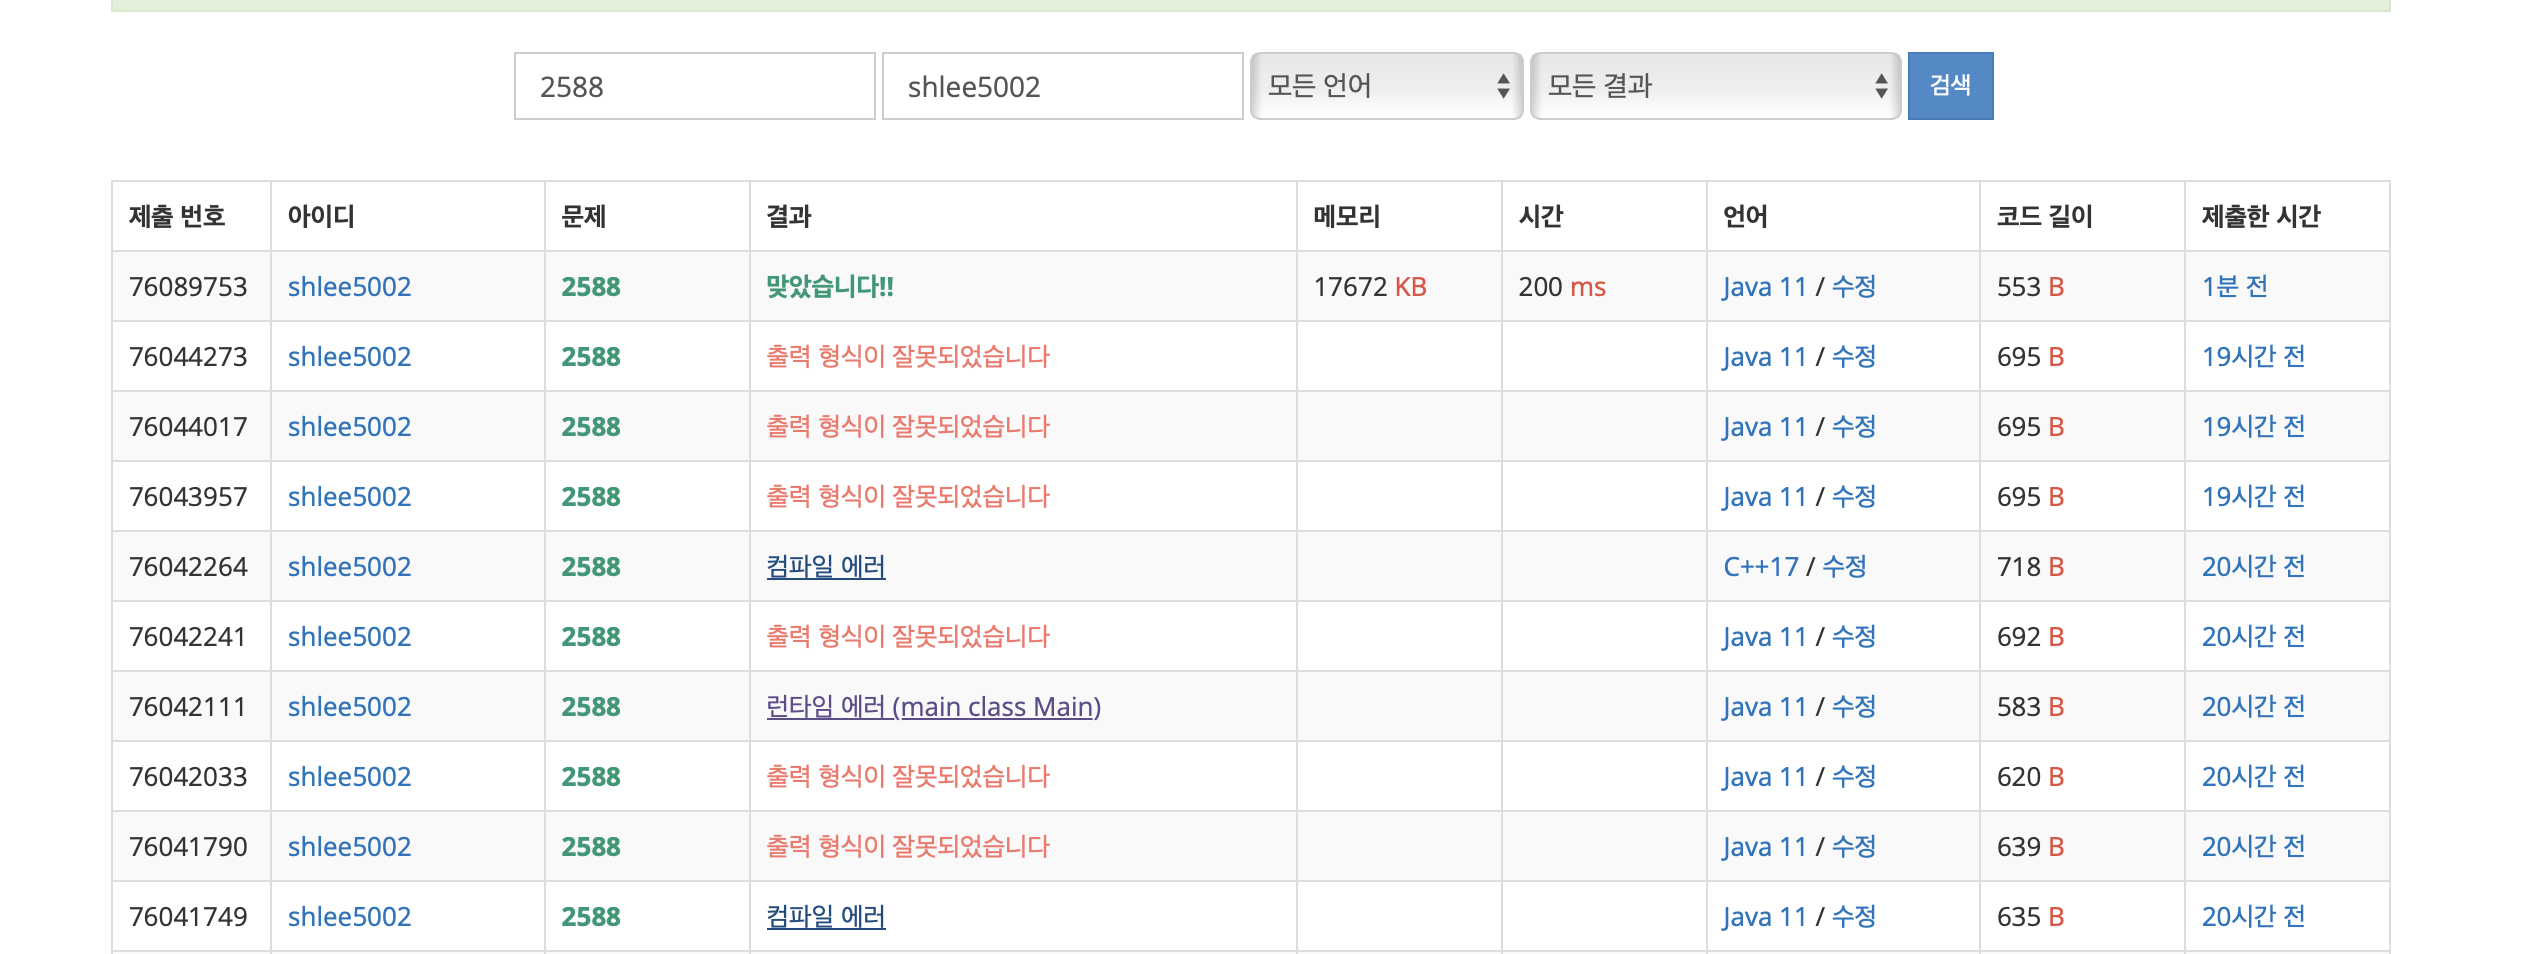 2588 shlee5002 모든 언어 모든 결과 검색
제출 번호 아이디 문제 결과 메모리 시간 언어 코드 길이 제출한 시간
76089753 shlee5002 2588 맞았습니다!! 17672 KB 200 ms Java 11 / 수정 553 B 1분 전
76044273 shlee5002 2588 출력 형식이 잘못되었습니다 Java 11 / 수정 695 B 19시간 전
76044017 shlee5002 2588 출력 형식이 잘못되었습니다 Java 11 / 수정 695 B 19시간 전
76043957 shlee5002 2588 출력 형식이 잘못되었습니다 Java 11 / 수정 695 B 19시간 전
76042264 shlee5002 2588 컴파일 에러 C++17 / 수정 718 B 20시간 전
76042241 shlee5002 2588 출력 형식이 잘못되었습니다 Java 11 / 수정 692 B 20시간 전
76042111 shlee5002 2588 런타임 에러 (main class Main) Java 11 / 수정 583 B 20시간 전
76042033 shlee5002 2588 출력 형식이 잘못되었습니다 Java 11 / 수정 620 B 20시간 전
76041790 shlee5002 2588 출력 형식이 잘못되었습니다 Java 11 / 수정 639 B 20시간 전
76041749 shlee5002 2588 컴파일 에러 Java 11 / 수정 635 B 20시간 전